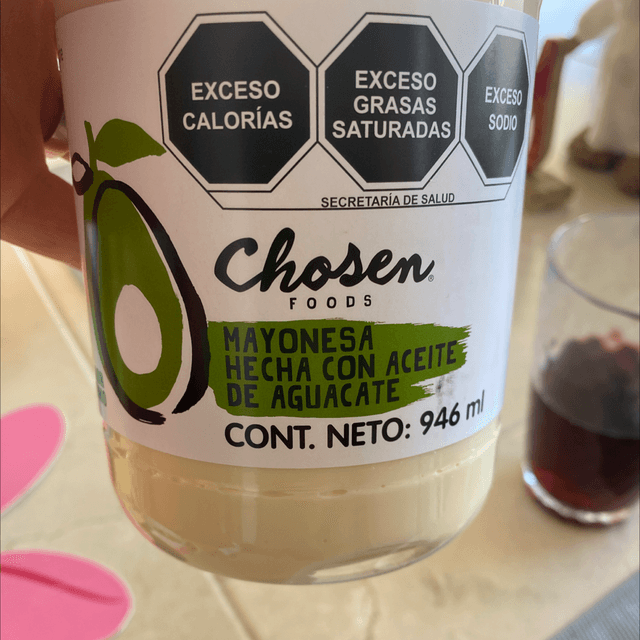 EXCESO
CALORÍAS
EXCESO
GRASAS
SATURADAS
EXCESO
SODIO
SECRETARÍA DE SALUD
Chosen
FOODS
MAYONESA
HECHA CON ACEITE
DE AGUACATE
CONT. NETO: 946 ml